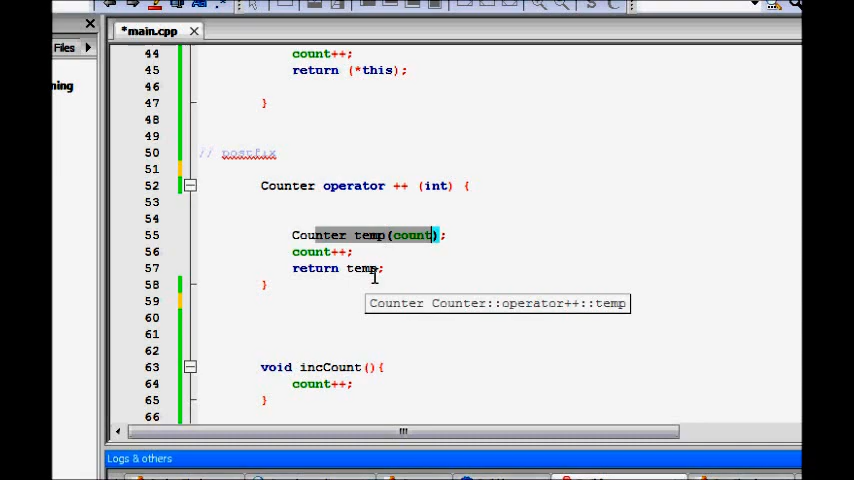 *main.cpp
Files
ning
44 count++;
45 return (*this);
46
47 }
48
49
50 // postfix
51
52 Counter operator ++ (int) {
53
54
55 Counter temp(count);
56 count++;
57 return temp;
58 }
59
Counter Counter::operator++::temp
60
61
62
63 void incCount(){
64 count++;
65 }
66
Logs & others